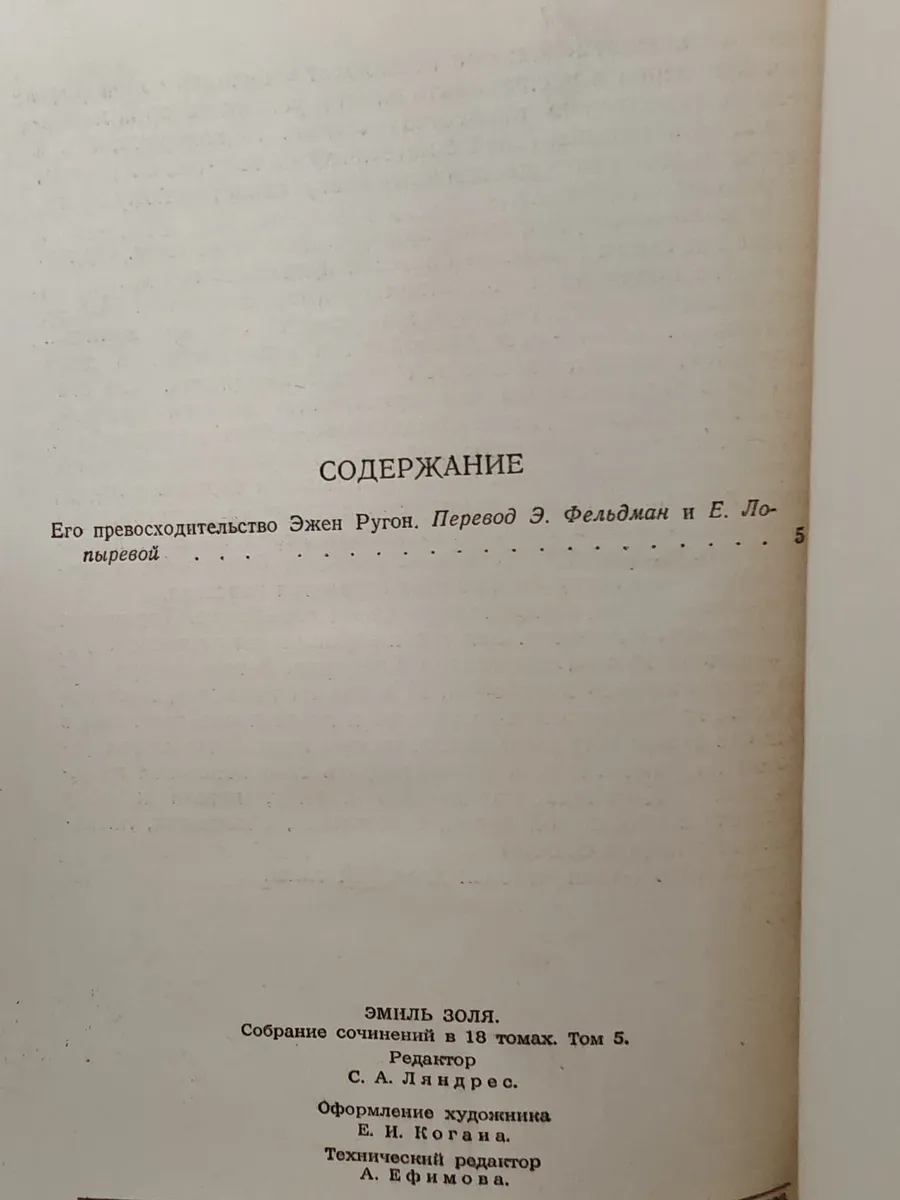 СОДЕРЖАНИЕ
Его превосходительство Эжен Ругон. Перевод Э. Фельдман и Е. Ло-
пыревой . . . . . . . . . . . . . . . . . . . . . . . 5
ЭМИЛЬ ЗОЛЯ.
Собрание сочинений в 18 томах. Том 5.
Редактор
С. А. Ляндрес.
Оформление художника
Е. И. Когана.
Технический редактор
А. Ефимова.